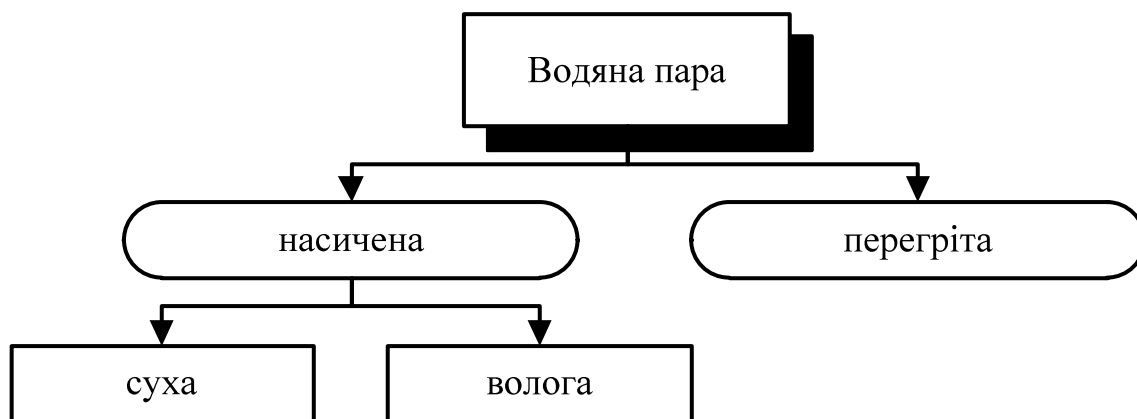 Водяна пара
насичена
перегріта
суха
волога